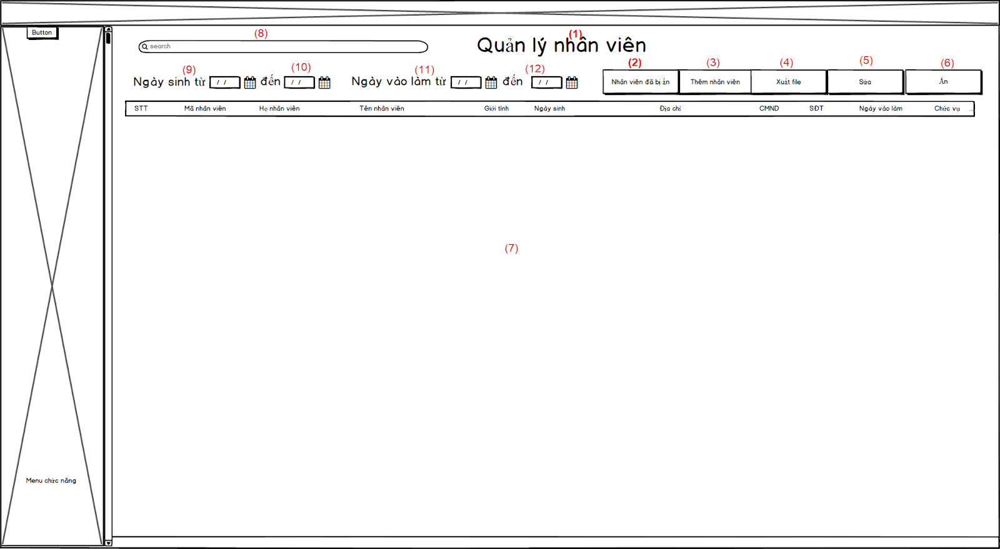 Button
(8)
(1)
search
Quản lý nhân viên
(9)
(10)
(11)
(12)
(2)
(3)
(4)
(5)
(6)
Ngày sinh từ / / đến / /
Ngày vào làm từ / / đến / /
Nhân viên đã bị ẩn
Thêm nhân viên
Xuất file
Sửa
Ẩn
STT Mã nhân viên Họ nhân viên Tên nhân viên Giới tính Ngày sinh Địa chỉ CMND SĐT Ngày vào làm Chức vụ ...
(7)
Menu chức năng